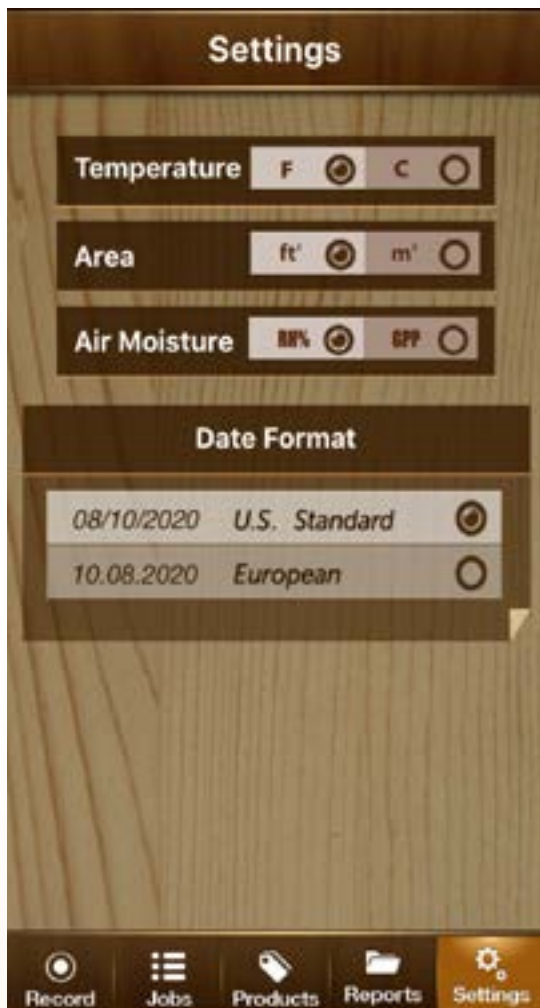 Settings
Temperature F C
Area ft² m²
Air Moisture RH% GPP
Date Format
08/10/2020 U.S. Standard
10.08.2020 European
Record Jobs Products Reports Settings